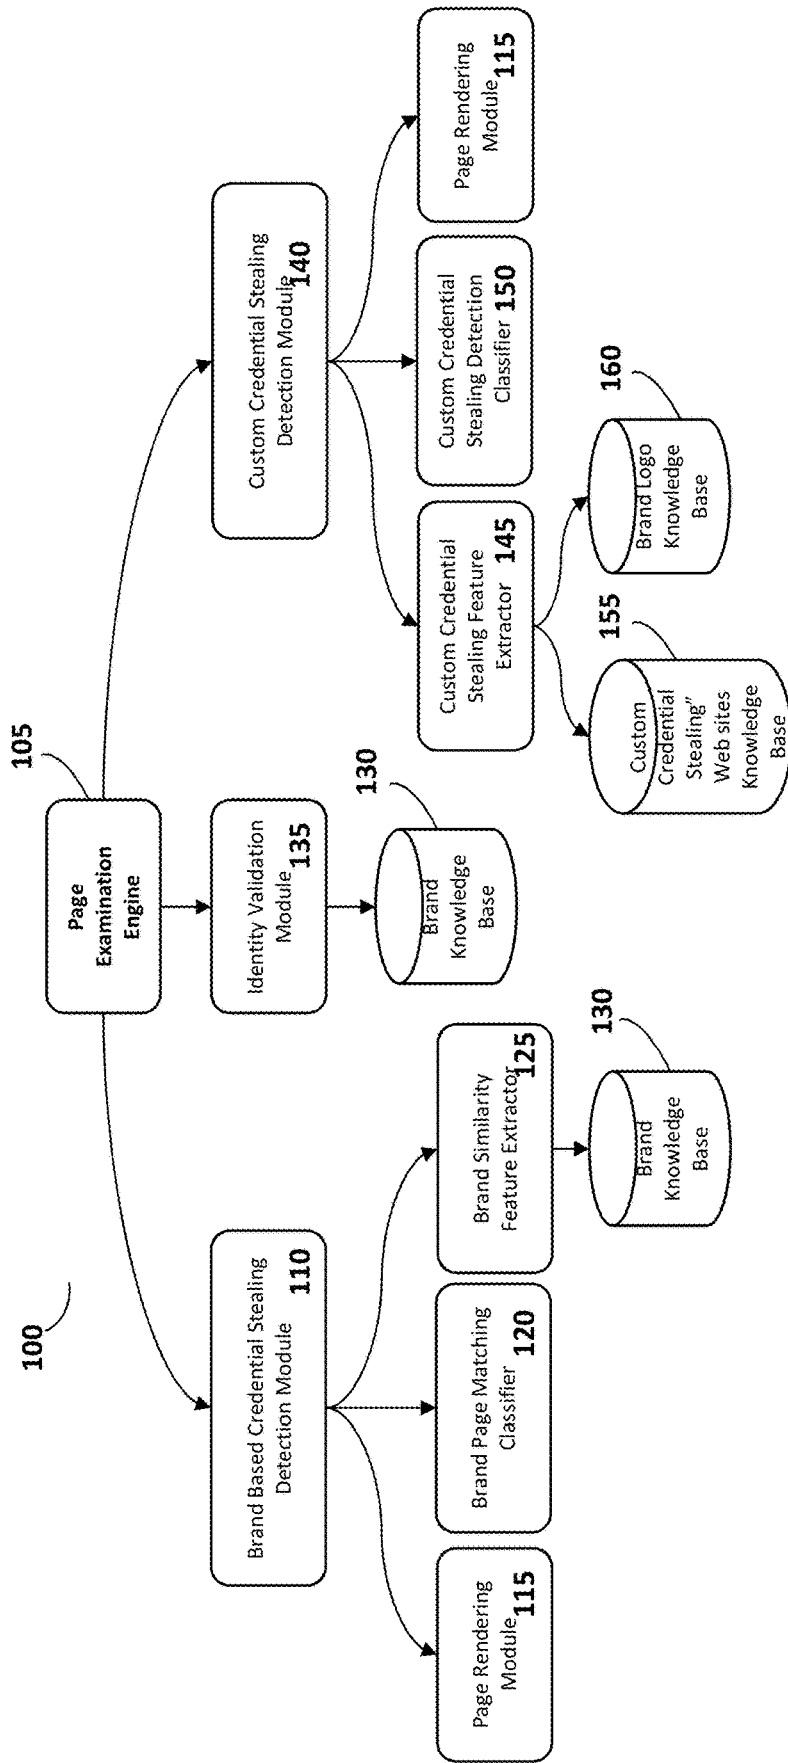 100
105
Page
Examination
Engine
Brand Based Credential Stealing
Detection Module
110
Identity Validation
Module
135
Custom Credential Stealing
Detection Module
140
Page Rendering
Module
115
Brand Page Matching
Classifier
120
Brand Similarity
Feature Extractor
125
Brand
Knowledge
Base
130
Custom Credential
Stealing Feature
Extractor
145
Custom Credential
Stealing Detection
Classifier
150
Page Rendering
Module
115
Brand
Knowledge
Base
130
Custom
Credential
Stealing”
Web sites
Knowledge
Base
155
Brand Logo
Knowledge
Base
160